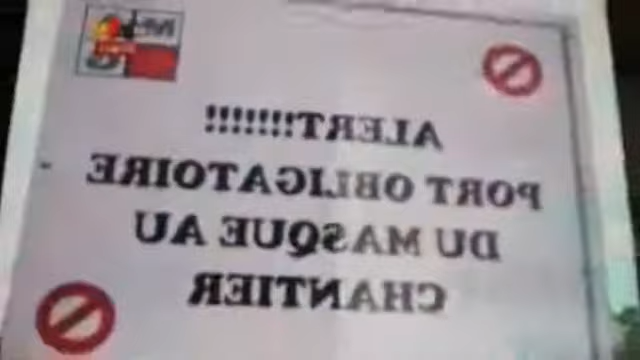 ALERT!!!!!!!
PORT OBLIGATOIRE
DU MASQUE AU
CHANTIER